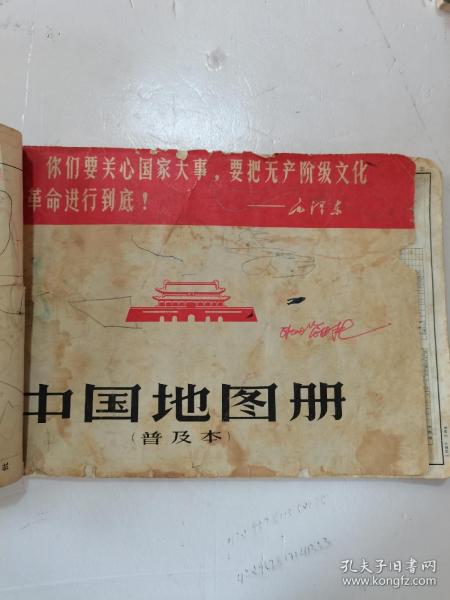 你们要关心国家大事，要把无产阶级文化
革命进行到底！
——毛泽东
中国地图册
（普及本）
孔夫子旧书网
www.kongfz.com